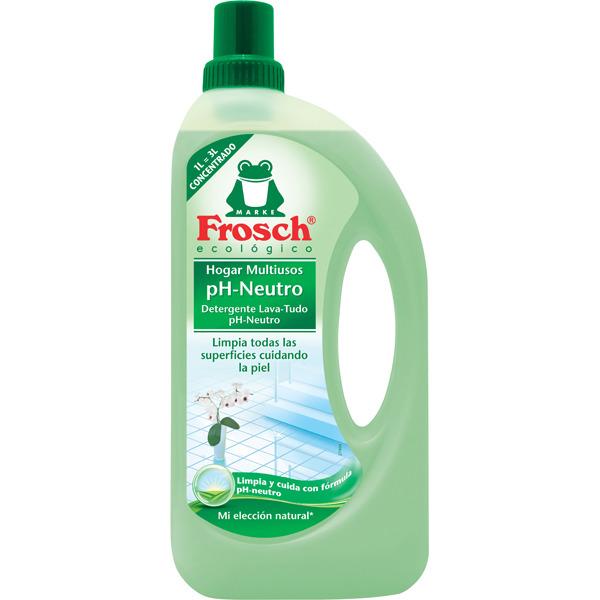 1L = 3L
CONCENTRADO
MARKE
Frosch®
ecológico
Hogar Multiusos
pH-Neutro
Detergente Lava-Tudo
pH-Neutro
Limpia todas las
superficies cuidando
la piel
Limpia y cuida con fórmula
pH-neutro
Mi elección natural*